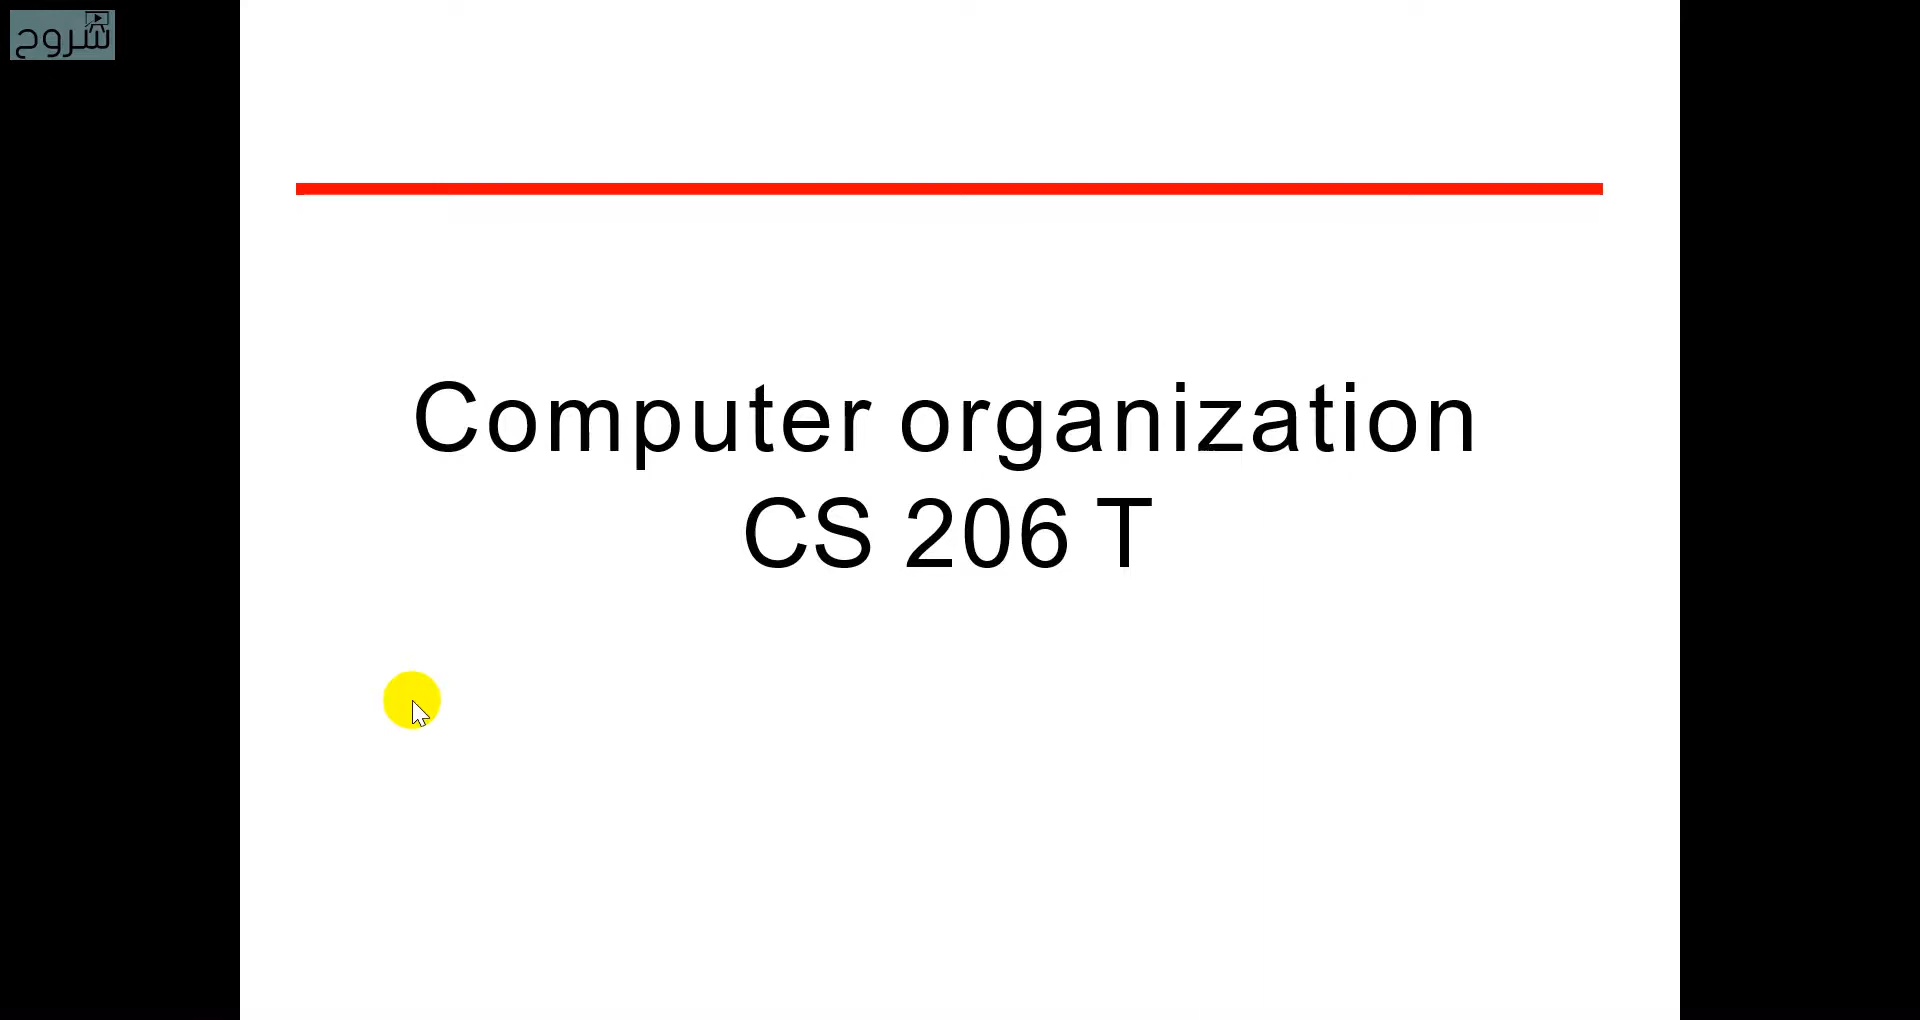 شروح
Computer organization
CS 206 T